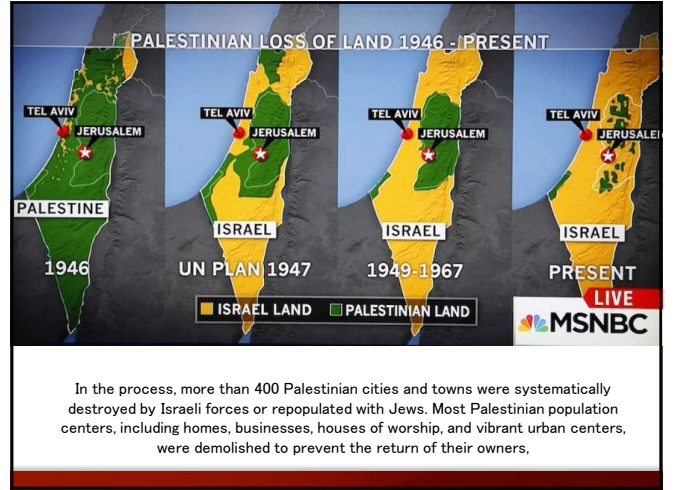 PALESTINIAN LOSS OF LAND 1946 - PRESENT
TEL AVIV
JERUSALEM
PALESTINE
1946
TEL AVIV
JERUSALEM
ISRAEL
UN PLAN 1947
TEL AVIV
JERUSALEM
ISRAEL
1949-1967
TEL AVIV
JERUSALE
ISRAEL
PRESENT
ISRAEL LAND
PALESTINIAN LAND
LIVE
MSNBC
In the process, more than 400 Palestinian cities and towns were systematically
destroyed by Israeli forces or repopulated with Jews. Most Palestinian population
centers, including homes, businesses, houses of worship, and vibrant urban centers,
were demolished to prevent the return of their owners,